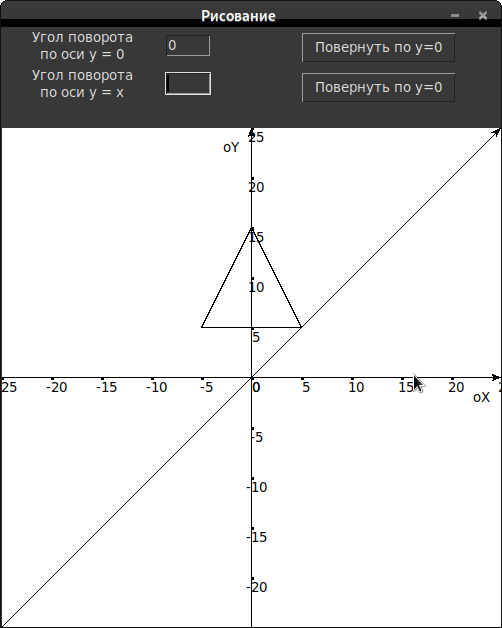 Рисование
Угол поворота
по оси y = 0
0
Повернуть по y=0
Угол поворота
по оси y = x
Повернуть по y=0
25
oY
20
15
10
5
25 -20 -15 -10 -5 0 5 10 15 20
oX
-5
-10
-15
-20